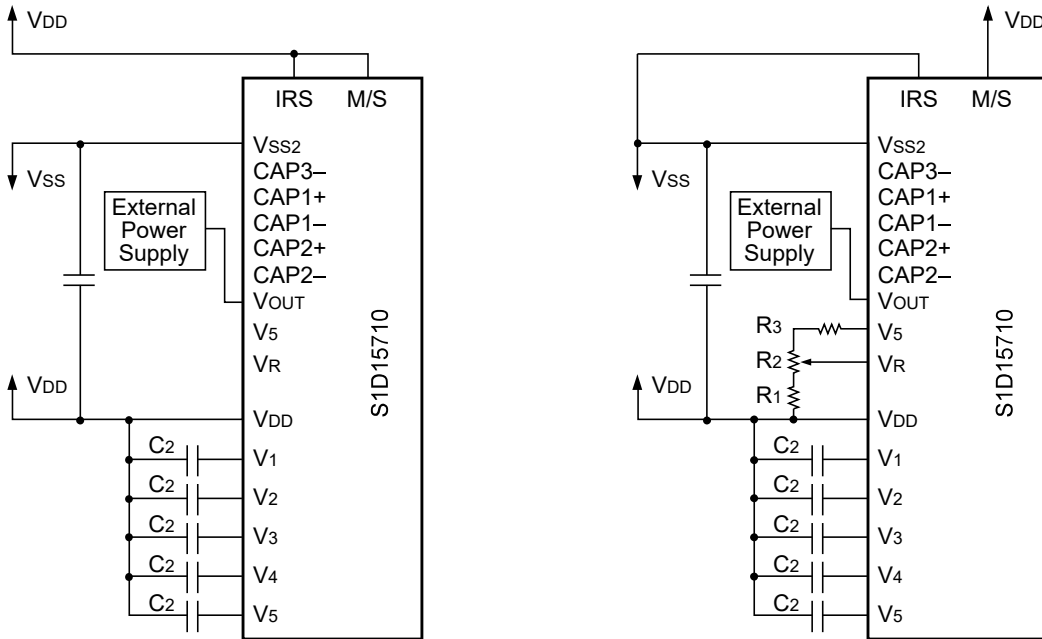 VDD
IRS M/S
VSS2
CAP3–
CAP1+
CAP1–
CAP2+
CAP2–
VOUT
V5
VR
VDD
V1
V2
V3
V4
V5
VSS
External
Power
Supply
VDD
C2
C2
C2
C2
C2
S1D15710
VDD
IRS M/S
VSS2
CAP3–
CAP1+
CAP1–
CAP2+
CAP2–
VOUT
V5
VR
VDD
V1
V2
V3
V4
V5
VSS
External
Power
Supply
R3
R2
R1
VDD
C2
C2
C2
C2
C2
S1D15710